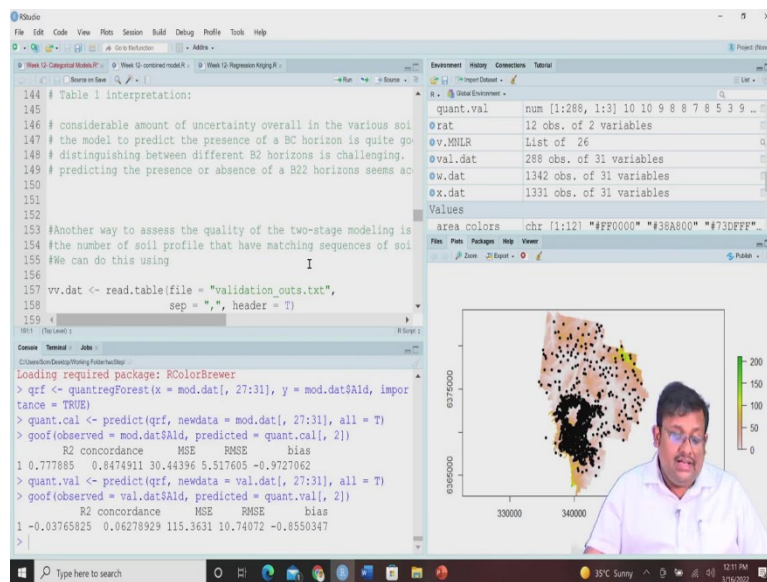 RStudio
File Edit Code View Plots Session Build Debug Profile Tools Help
Go to file/function
Addins
Project: (None)
Week 12- Categorical Models.R*
Week 12- combined model.R
Week 12- Regression Kriging.R
Source on Save
Run
Source
144 # Table 1 interpretation:
145
146 # considerable amount of uncertainty overall in the various soi
147 # the model to predict the presence of a BC horizon is quite go
148 # distinguishing between different B2 horizons is challenging.
149 # predicting the presence or absence of a B22 horizons seems ac
150
151
152
153 #Another way to assess the quality of the two-stage modeling is
154 #the number of soil profile that have matching sequences of soi
155 #We can do this using
156
157 vv.dat <- read.table(file = "validation_outs.txt",
158 sep = ",", header = T)
159
151:1 (Top Level)
R Script
Console Terminal Jobs
Loading required package: RColorBrewer
> qrf <- quantregForest(x = mod.dat[, 27:31], y = mod.dat$A1d, impor
tance = TRUE)
> quant.cal <- predict(qrf, newdata = mod.dat[, 27:31], all = T)
> goof(observed = mod.dat$A1d, predicted = quant.cal[, 2])
R2 concordance MSE RMSE bias
1 0.777885 0.8474911 30.44396 5.517605 -0.9727062
> quant.val <- predict(qrf, newdata = val.dat[, 27:31], all = T)
> goof(observed = val.dat$A1d, predicted = quant.val[, 2])
R2 concordance MSE RMSE bias
1 -0.03765825 0.06278929 115.3631 10.74072 -0.8550347
>
Environment History Connections Tutorial
Import Dataset
List
R
Global Environment
quant.val num [1:288, 1:3] 10 10 9 8 8 7 8 5 3 9 …
rat 12 obs. of 2 variables
v.MNLR List of 26
val.dat 288 obs. of 31 variables
w.dat 1342 obs. of 31 variables
x.dat 1331 obs. of 31 variables
Values
area_colors chr [1:12] "#FF0000" "#38A800" "#73DFFF"…
Files Plots Packages Help Viewer
Zoom Export
Publish
6375000
6365000
330000 340000
200
150
100
50
0
Type here to search
35°C Sunny
12:11 PM
3/16/2022